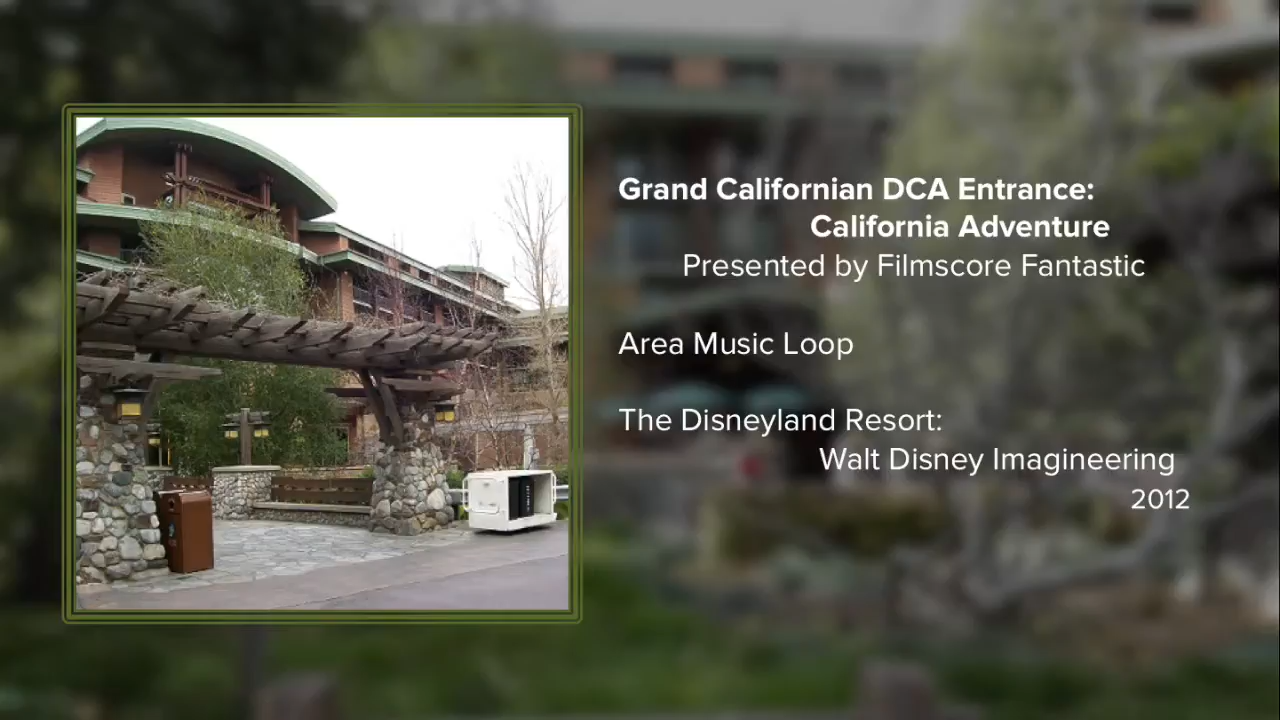 Grand Californian DCA Entrance:
California Adventure
Presented by Filmscore Fantastic
Area Music Loop
The Disneyland Resort:
Walt Disney Imagineering
2012